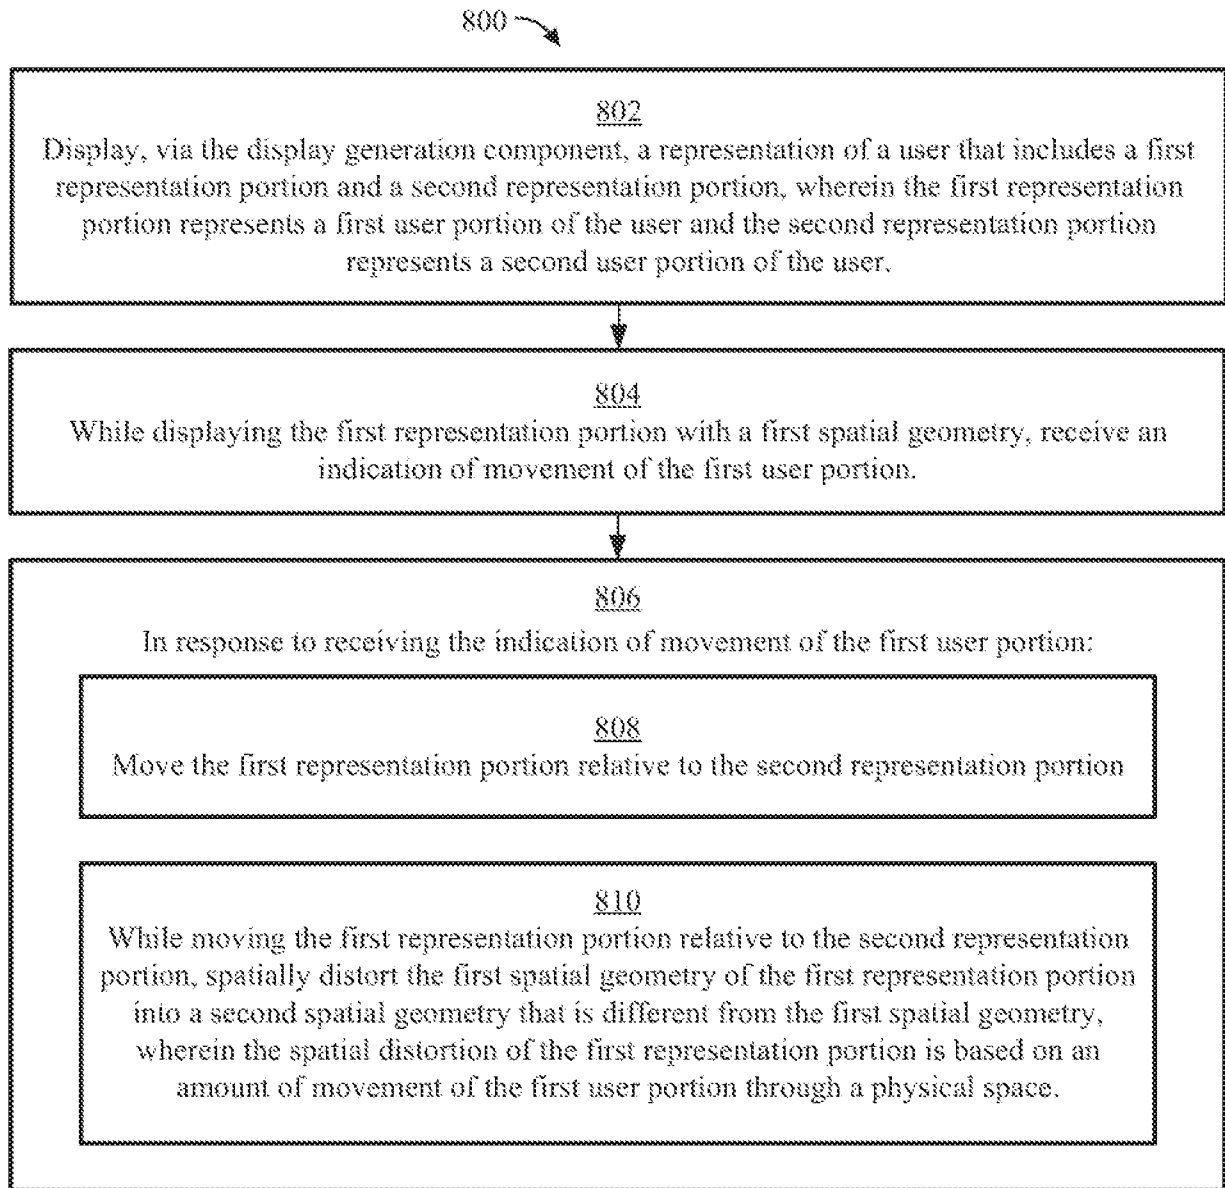 800
802
Display, via the display generation component, a representation of a user that includes a first
representation portion and a second representation portion, wherein the first representation
portion represents a first user portion of the user and the second representation portion
represents a second user portion of the user.
804
While displaying the first representation portion with a first spatial geometry, receive an
indication of movement of the first user portion.
806
In response to receiving the indication of movement of the first user portion:
808
Move the first representation portion relative to the second representation portion
810
While moving the first representation portion relative to the second representation
portion, spatially distort the first spatial geometry of the first representation portion
into a second spatial geometry that is different from the first spatial geometry,
wherein the spatial distortion of the first representation portion is based on an
amount of movement of the first user portion through a physical space.